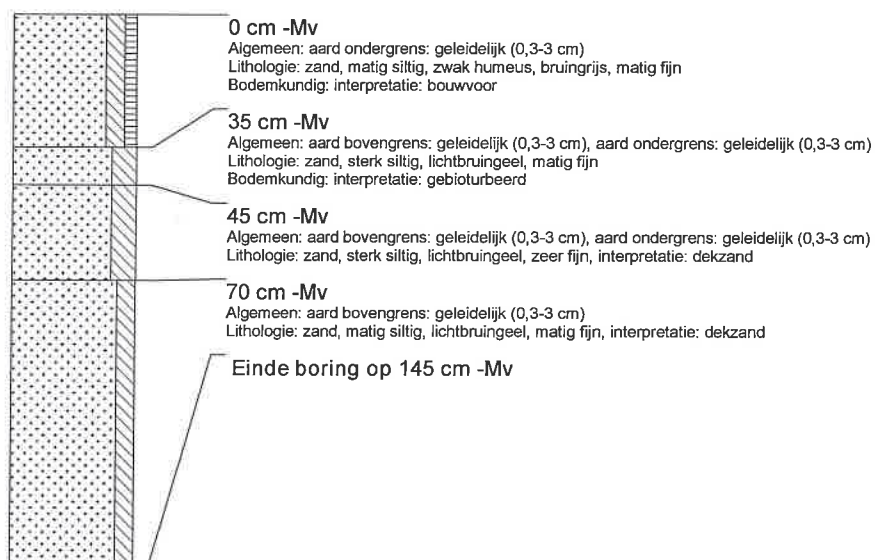 0 cm -Mv
Algemeen: aard ondergrens: geleidelijk (0,3-3 cm)
Lithologie: zand, matig siltig, zwak humeus, bruingrijs, matig fijn
Bodemkundig: interpretatie: bouwvoor
35 cm -Mv
Algemeen: aard bovengrens: geleidelijk (0,3-3 cm), aard ondergrens: geleidelijk (0,3-3 cm)
Lithologie: zand, sterk siltig, lichtbruingeel, matig fijn
Bodemkundig: interpretatie: gebioturbeerd
45 cm -Mv
Algemeen: aard bovengrens: geleidelijk (0,3-3 cm), aard ondergrens: geleidelijk (0,3-3 cm)
Lithologie: zand, sterk siltig, lichtbruingeel, zeer fijn, interpretatie: dekzand
70 cm -Mv
Algemeen: aard bovengrens: geleidelijk (0,3-3 cm)
Lithologie: zand, matig siltig, lichtbruingeel, matig fijn, interpretatie: dekzand
Einde boring op 145 cm -Mv